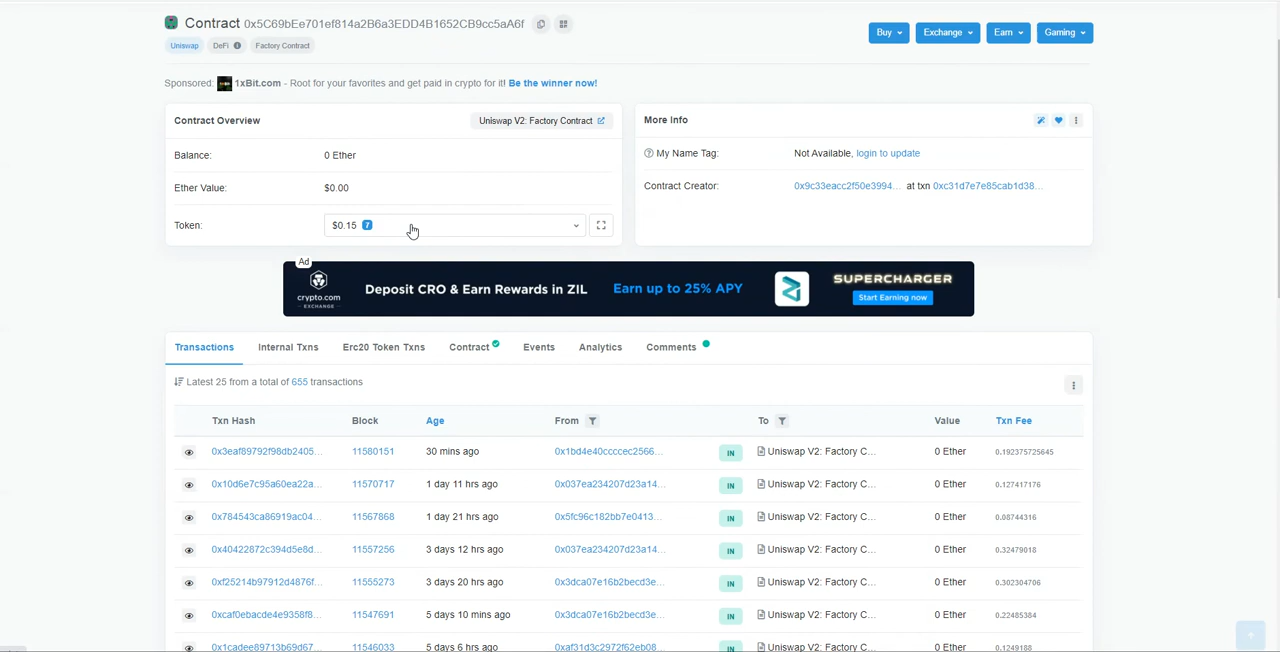 Contract 0x5C69bEe701ef814a2B6a3EDD4B1652CB9cc5aA6f
Buy Exchange Earn Gaming
Uniswap DeFi Factory Contract
Sponsored: 1xBit.com - Root for your favorites and get paid in crypto for it! Be the winner now!
Contract Overview Uniswap V2: Factory Contract
Balance: 0 Ether
Ether Value: $0.00
Token: $0.15 7
More Info
My Name Tag: Not Available, login to update
Contract Creator: 0x9c33eacc2f50e3994... at txn 0xc31d7e7e85cab1d38...
Ad
crypto.com
EXCHANGE
Deposit CRO & Earn Rewards in ZIL Earn up to 25% APY
SUPERCHARGER
Start Earning now
Transactions Internal Txns Erc20 Token Txns Contract Events Analytics Comments
Latest 25 from a total of 655 transactions
Txn Hash Block Age From To Value Txn Fee
0x3eaf89792f98db2405... 11580151 30 mins ago 0x1bd4e40ccccec2566... IN Uniswap V2: Factory C... 0 Ether 0.192375725645
0x10d6e7c95a60ea22a... 11570717 1 day 11 hrs ago 0x037ea234207d23a14... IN Uniswap V2: Factory C... 0 Ether 0.127417176
0x784543ca86919ac04... 11567868 1 day 21 hrs ago 0x5fc96c182bb7e0413... IN Uniswap V2: Factory C... 0 Ether 0.08744316
0x40422872c394d5e8d... 11557256 3 days 12 hrs ago 0x037ea234207d23a14... IN Uniswap V2: Factory C... 0 Ether 0.32479018
0xf25214b97912d4876f... 11555273 3 days 20 hrs ago 0x3dca07e16b2becd3e... IN Uniswap V2: Factory C... 0 Ether 0.302304706
0xcaf0ebacde4e9358f8... 11547691 5 days 10 mins ago 0x3dca07e16b2becd3e... IN Uniswap V2: Factory C... 0 Ether 0.22485384
0x1cadee89713b69d67... 11546033 5 days 6 hrs ago 0xaf31d3c2972f62eb08... IN Uniswap V2: Factory C... 0 Ether 0.1249188